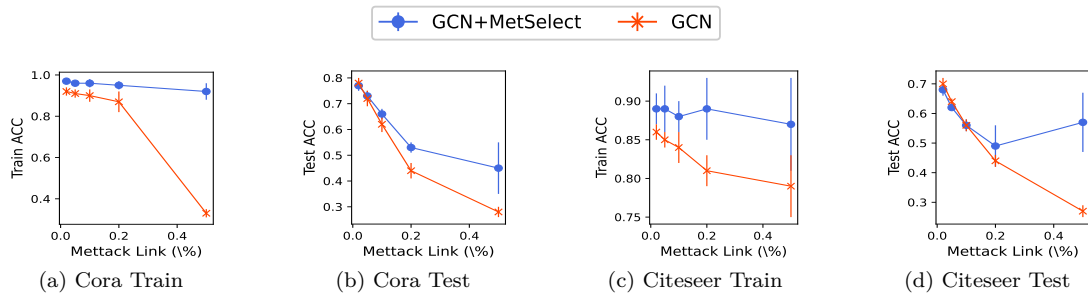 GCN+MetSelect GCN
Train ACC
1.0
0.8
0.6
0.4
0.0 0.2 0.4
Mettack Link (\%)
(a) Cora Train
Test ACC
0.8
0.7
0.6
0.5
0.4
0.3
0.0 0.2 0.4
Mettack Link (\%)
(b) Cora Test
Train ACC
0.90
0.85
0.80
0.75
0.0 0.2 0.4
Mettack Link (\%)
(c) Citeseer Train
Test ACC
0.7
0.6
0.5
0.4
0.3
0.0 0.2 0.4
Mettack Link (\%)
(d) Citeseer Test